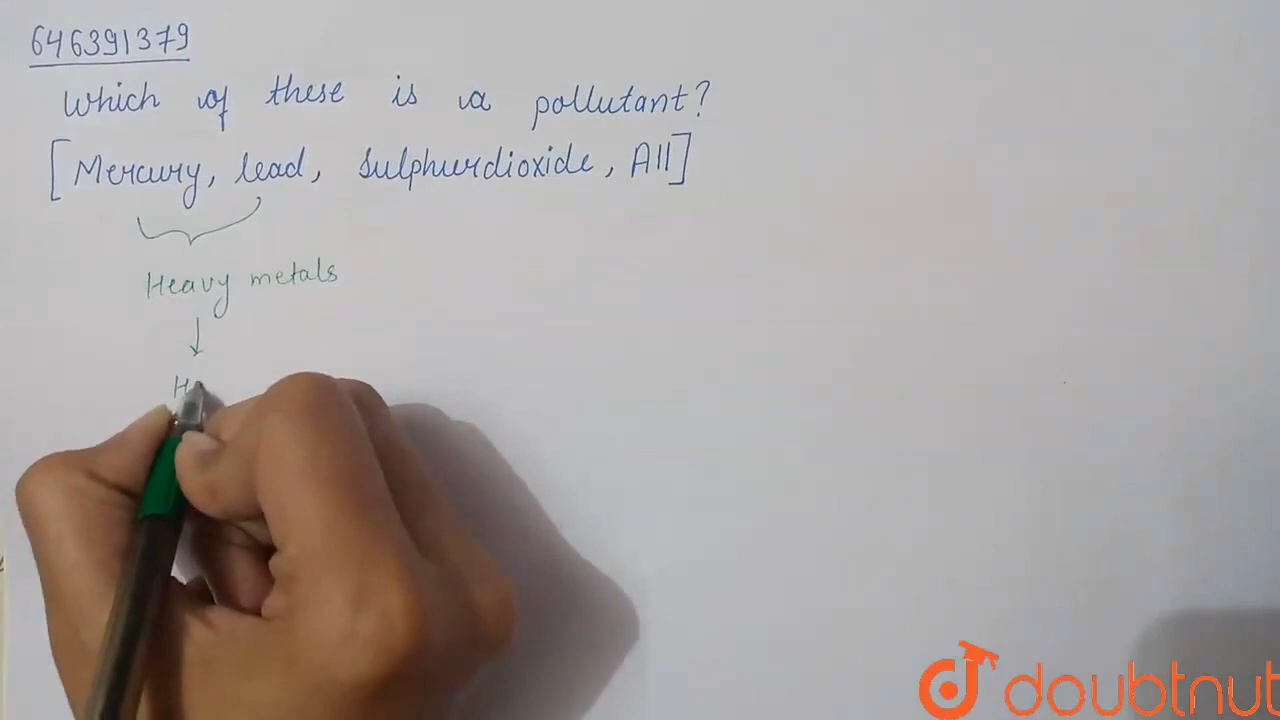 646391379
Which of these is a pollutant?
[Mercury, lead, Sulphurdioxide, All]
Heavy metals
doubtnut